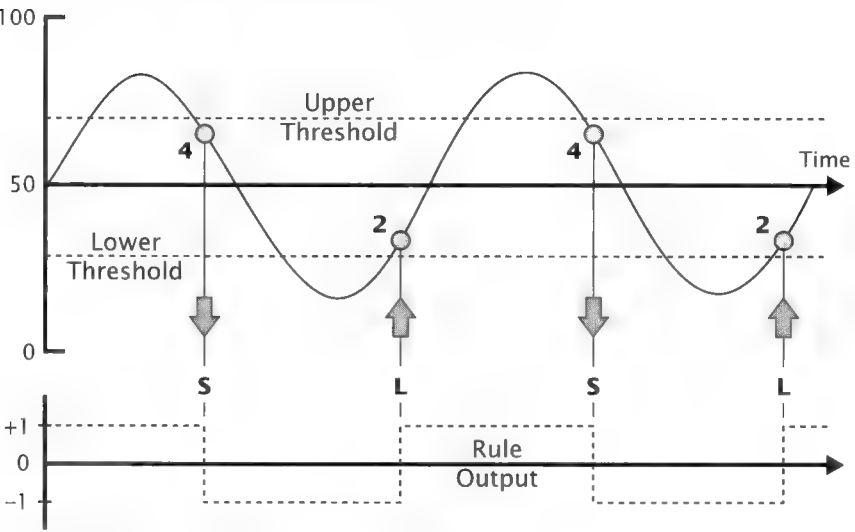 100
Upper
Threshold
4
4
Time
50
2
2
Lower
Threshold
0
S
L
S
L
+1
0
Rule
Output
−1